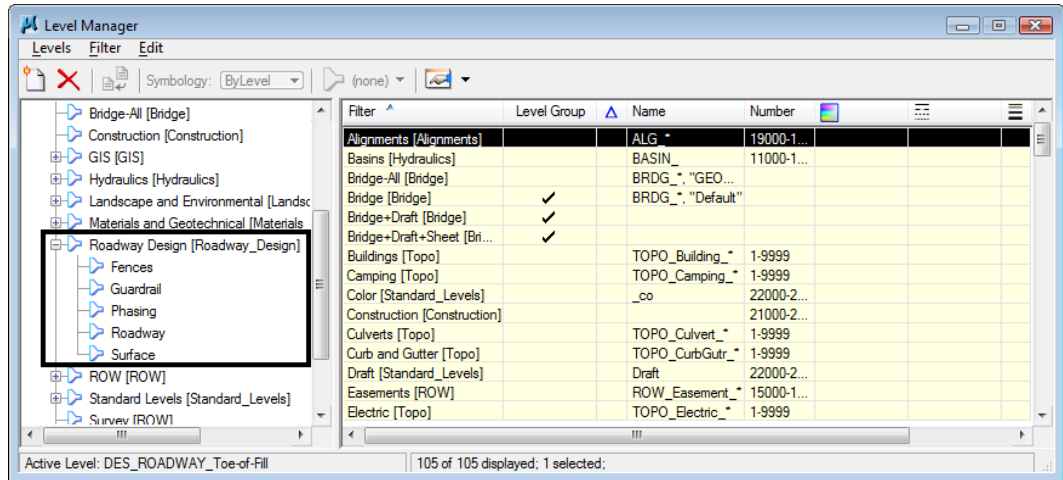 Level Manager
Levels Filter Edit
Symbology: ByLevel (none)
Bridge-All [Bridge]
Construction [Construction]
GIS [GIS]
Hydraulics [Hydraulics]
Landscape and Environmental [Landsc
Materials and Geotechnical [Materials
Roadway Design [Roadway_Design]
Fences
Guardrail
Phasing
Roadway
Surface
ROW [ROW]
Standard Levels [Standard_Levels]
Survey [ROW]
Filter Level Group Name Number
Alignments [Alignments] ALG_* 19000-1...
Basins [Hydraulics] BASIN_ 11000-1...
Bridge-All [Bridge] BRDG_*, "GEO...
Bridge [Bridge] BRDG_*, "Default"
Bridge+Draft [Bridge]
Bridge+Draft+Sheet [Bri...
Buildings [Topo] TOPO_Building_* 1-9999
Camping [Topo] TOPO_Camping_* 1-9999
Color [Standard_Levels] _co 22000-2...
Construction [Construction] 21000-2...
Culverts [Topo] TOPO_Culvert_* 1-9999
Curb and Gutter [Topo] TOPO_CurbGutr_* 1-9999
Draft [Standard_Levels] Draft 22000-2...
Easements [ROW] ROW_Easement_* 15000-1...
Electric [Topo] TOPO_Electric_* 1-9999
Active Level: DES_ROADWAY_Toe-of-Fill 105 of 105 displayed; 1 selected;